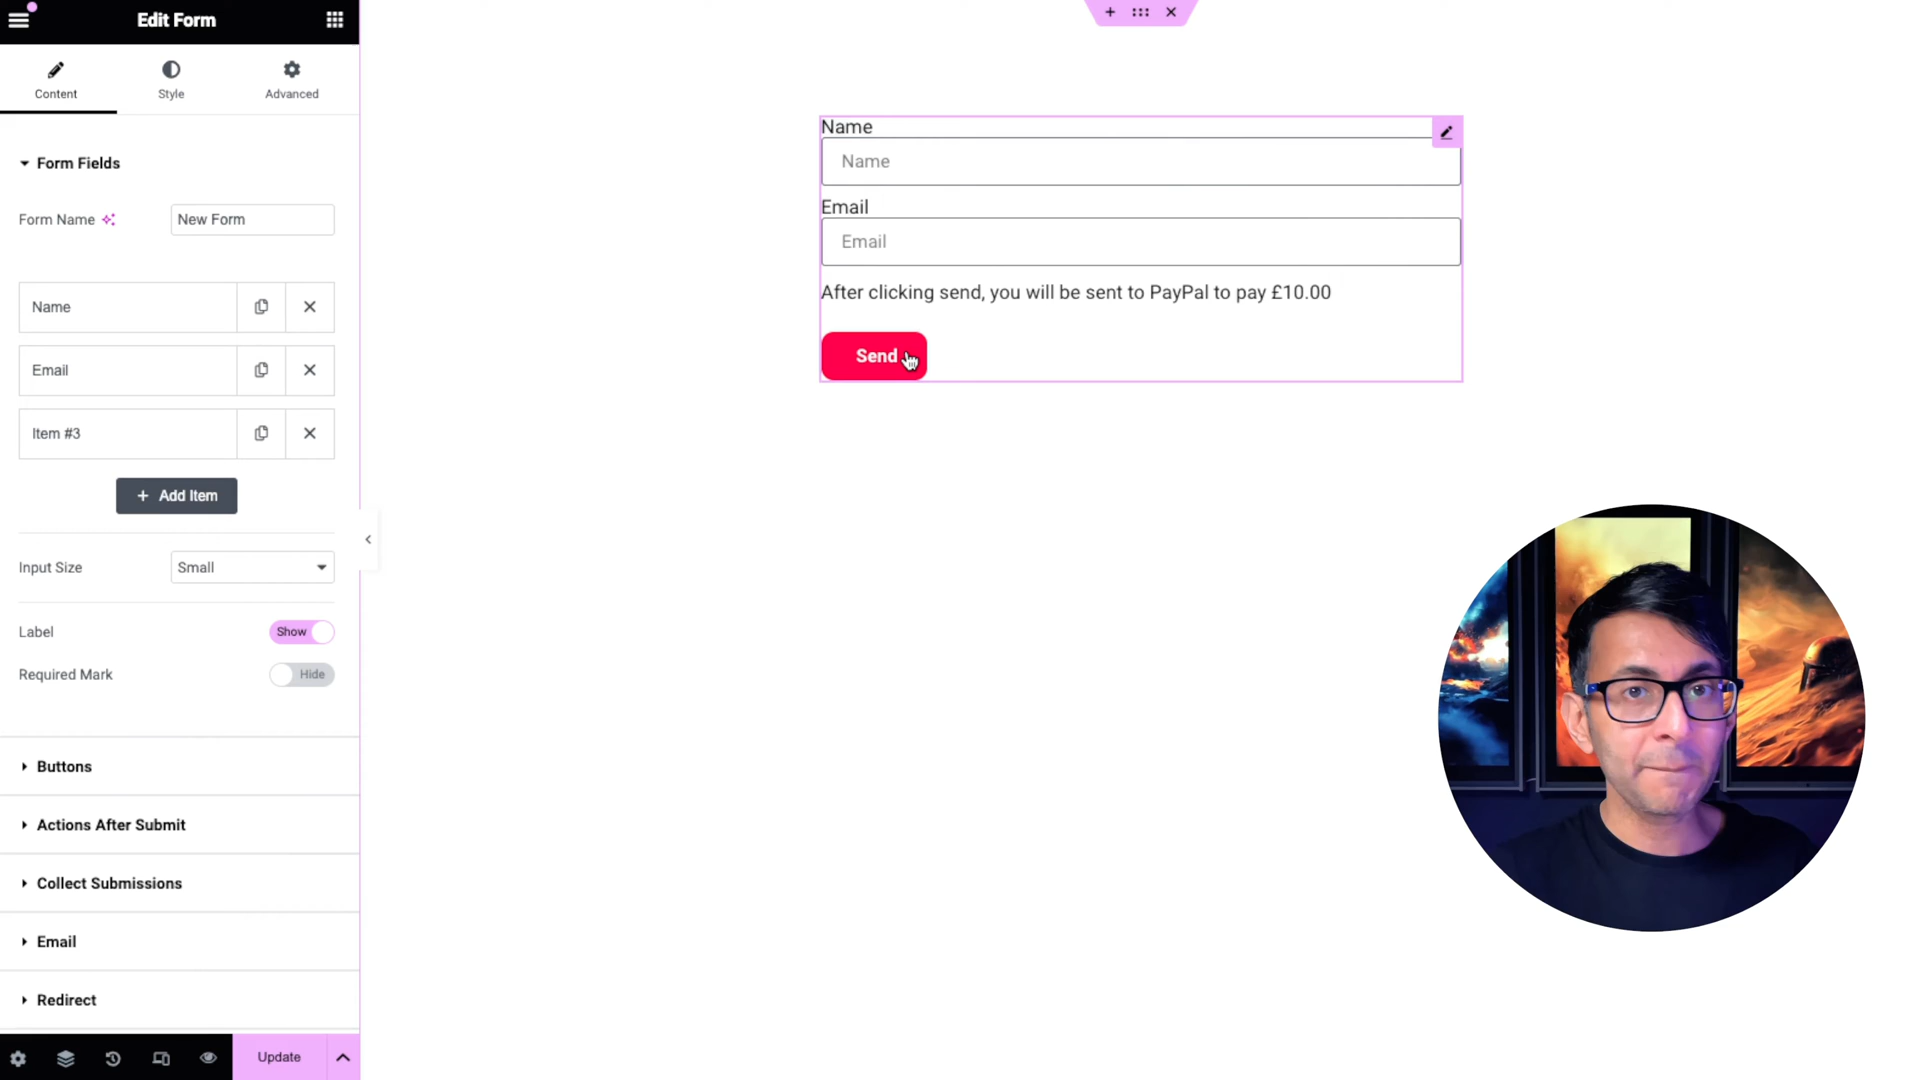 Edit Form
Content
Style
Advanced
Form Fields
Form Name
New Form
Name
Email
Item #3
+ Add Item
Input Size
Small
Label
Show
Required Mark
Hide
Buttons
Actions After Submit
Collect Submissions
Email
Redirect
Update
Name
Name
Email
Email
After clicking send, you will be sent to PayPal to pay £10.00
Send